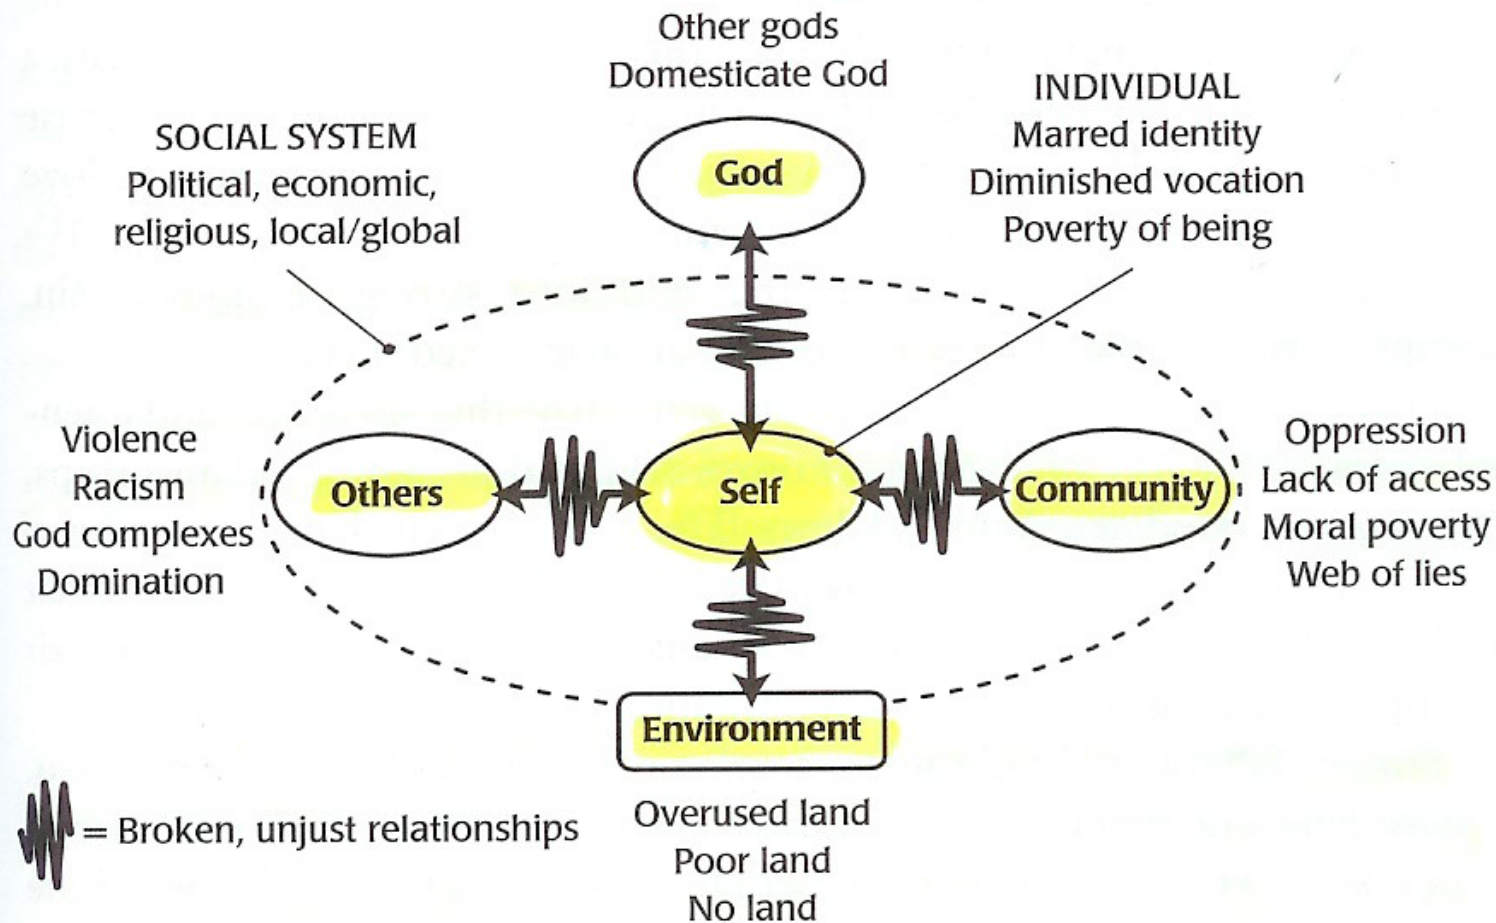 Other gods
Domesticate God
SOCIAL SYSTEM
Political, economic,
religious, local/global
God
INDIVIDUAL
Marred identity
Diminished vocation
Poverty of being
Violence
Racism
God complexes
Domination
Others
Self
Community
Oppression
Lack of access
Moral poverty
Web of lies
Environment
= Broken, unjust relationships
Overused land
Poor land
No land